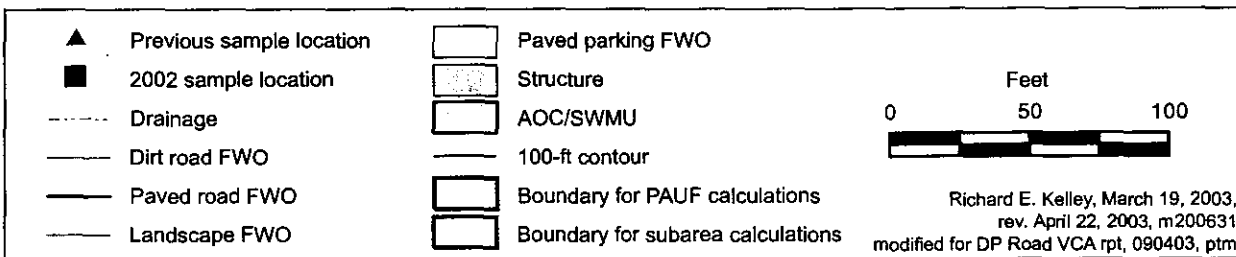 Previous sample location
2002 sample location
Drainage
Dirt road FWO
Paved road FWO
Landscape FWO
Paved parking FWO
Structure
AOC/SWMU
100-ft contour
Boundary for PAUF calculations
Boundary for subarea calculations
Feet
0 50 100
Richard E. Kelley, March 19, 2003,
rev. April 22, 2003, m200631
modified for DP Road VCA rpt, 090403, ptm